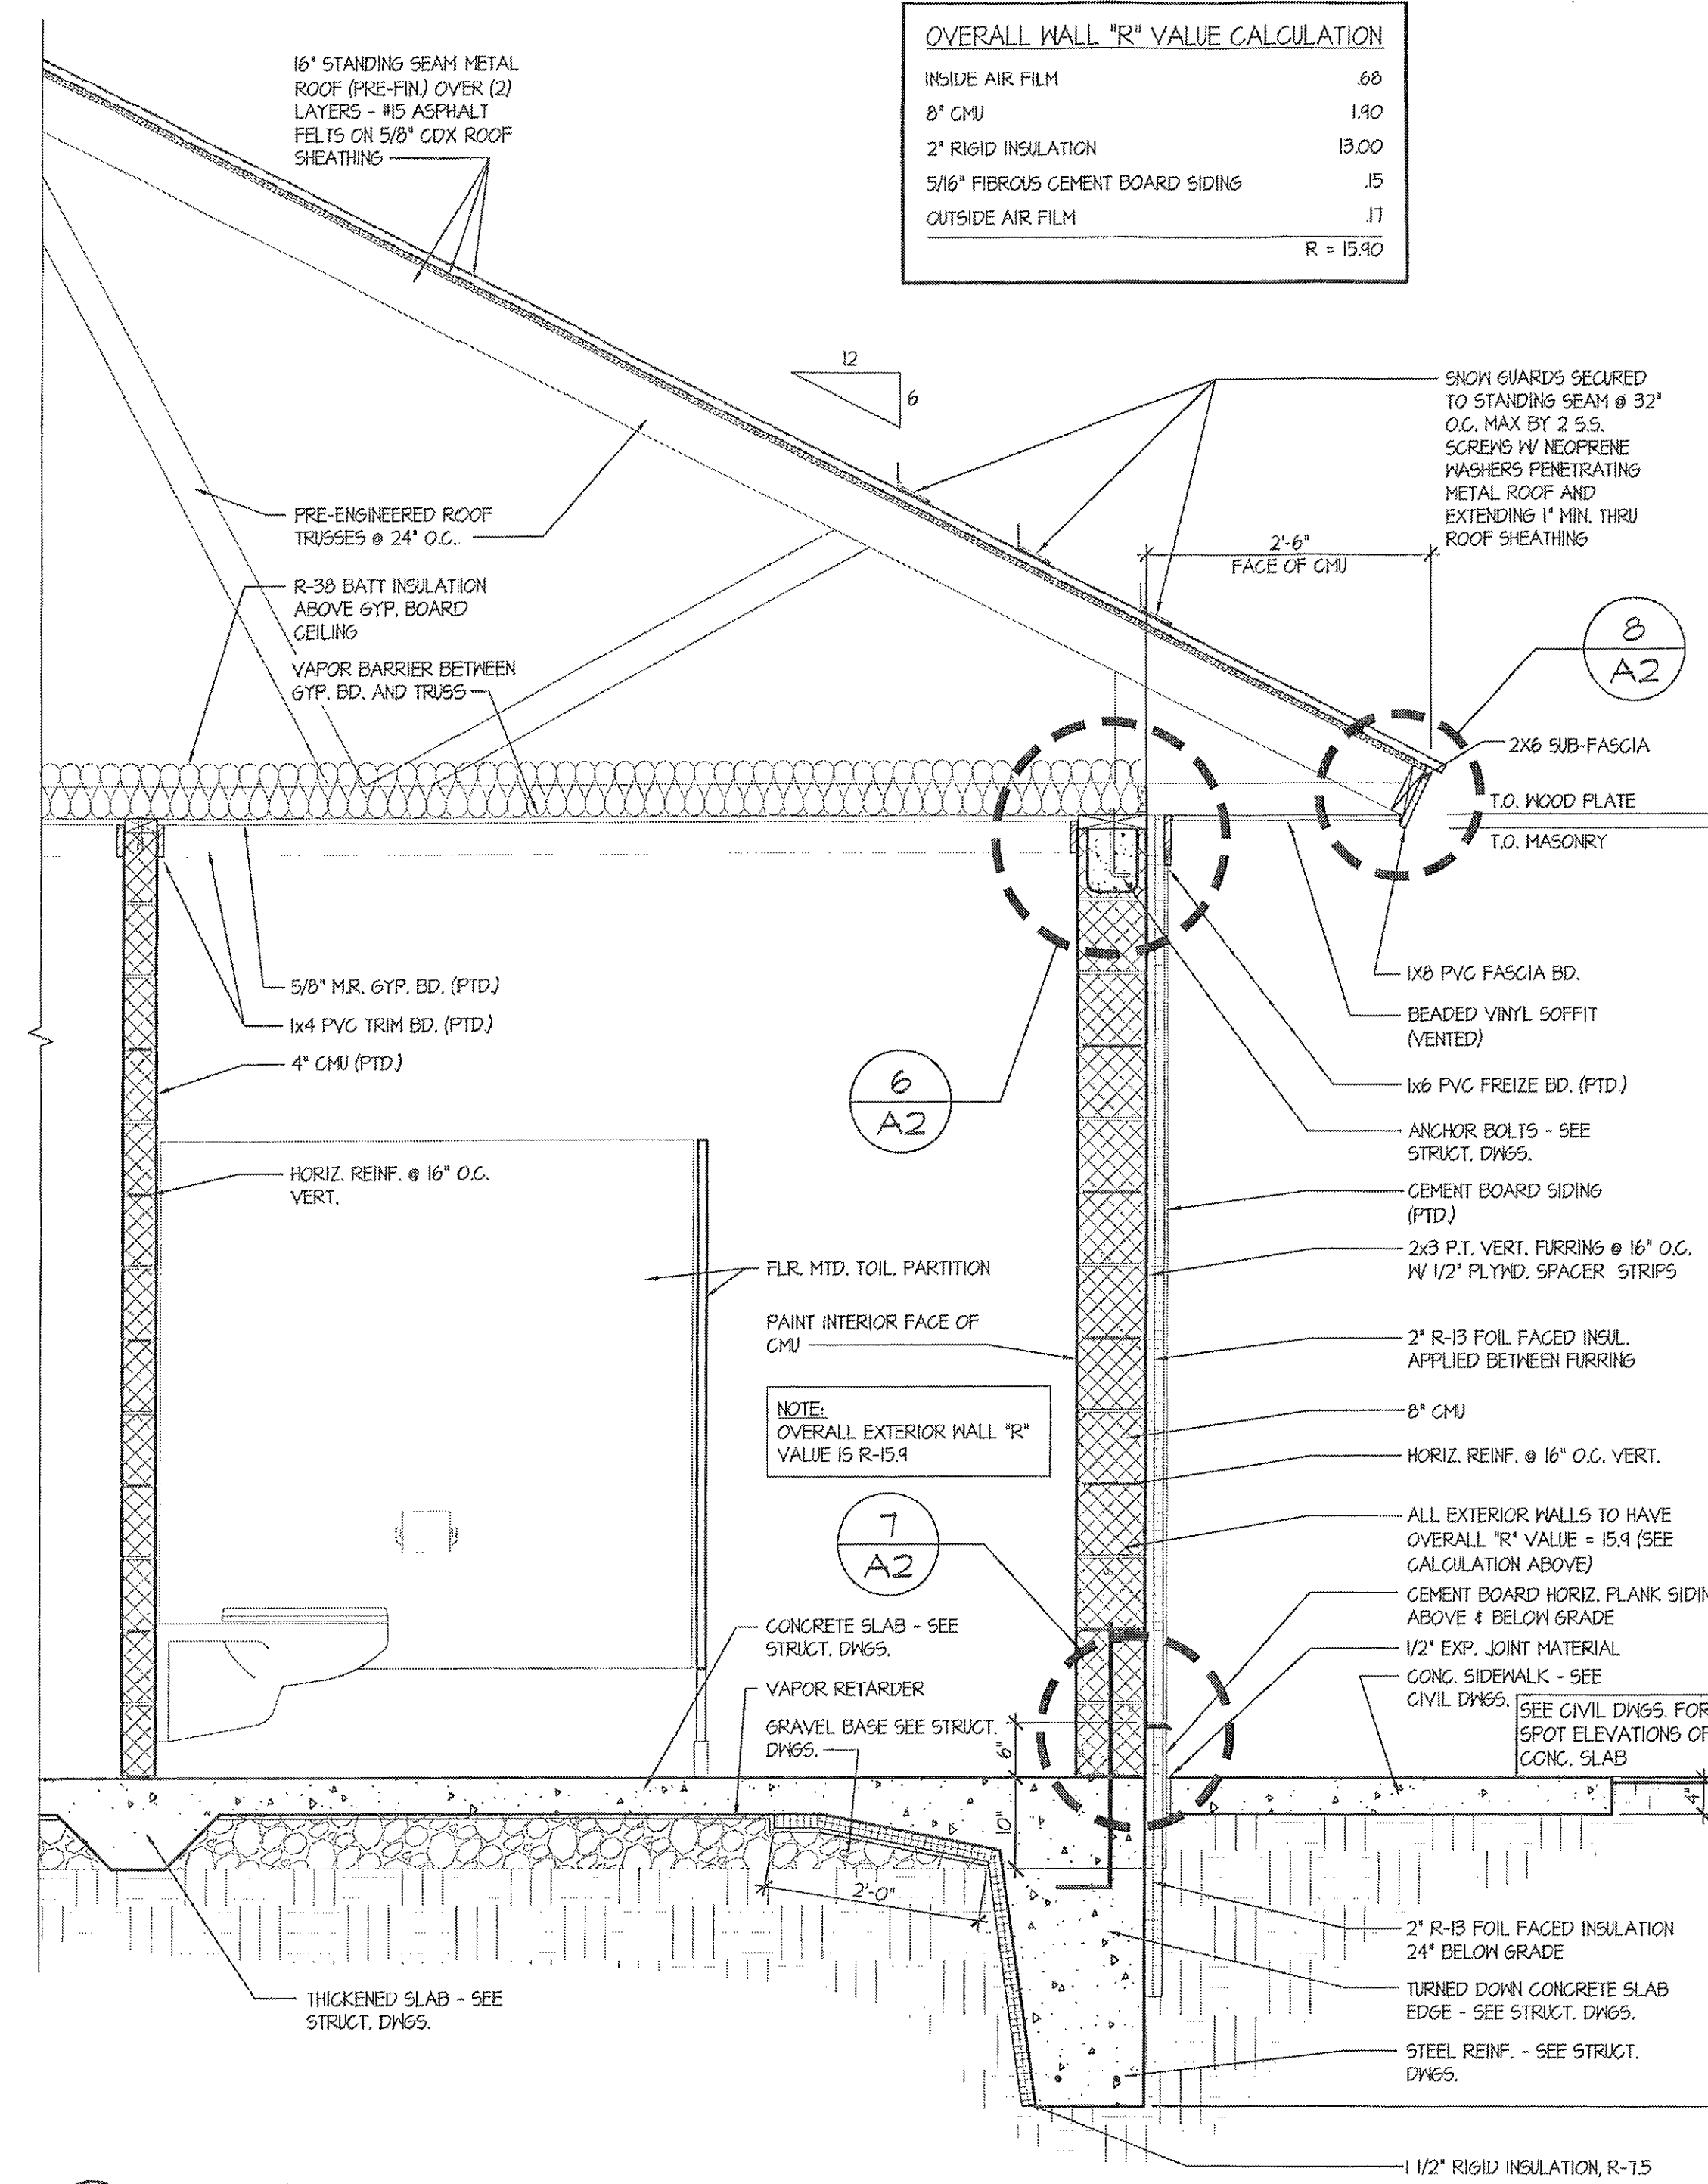 OVERALL WALL "R" VALUE CALCULATION
INSIDE AIR FILM .68
8" CMU 1.90
2" RIGID INSULATION 13.00
5/16" FIBROUS CEMENT BOARD SIDING .15
OUTSIDE AIR FILM .17
R = 15.90
16" STANDING SEAM METAL
ROOF (PRE-FIN.) OVER (2)
LAYERS - #15 ASPHALT
FELTS ON 5/8" CDX ROOF
SHEATHING
12
6
SNOW GUARDS SECURED
TO STANDING SEAM @ 32"
O.C. MAX BY 2 S.S.
SCREWS W/ NEOPRENE
WASHERS PENETRATING
METAL ROOF AND
EXTENDING 1" MIN. THRU
ROOF SHEATHING
PRE-ENGINEERED ROOF
TRUSSES @ 24" O.C.
2'-6"
FACE OF CMU
R-38 BATT INSULATION
ABOVE GYP. BOARD
CEILING
VAPOR BARRIER BETWEEN
GYP. BD. AND TRUSS
8
A2
2X6 SUB-FASCIA
T.O. WOOD PLATE
T.O. MASONRY
5/8" M.R. GYP. BD. (PTD.)
1x4 PVC TRIM BD. (PTD.)
4" CMU (PTD.)
6
A2
1X8 PVC FASCIA BD.
BEADED VINYL SOFFIT
(VENTED)
1x6 PVC FREIZE BD. (PTD.)
ANCHOR BOLTS - SEE
STRUCT. DWGS.
HORIZ. REINF. @ 16" O.C.
VERT.
CEMENT BOARD SIDING
(PTD.)
2x3 P.T. VERT. FURRING @ 16" O.C.
W/ 1/2" PLYWD. SPACER STRIPS
FLR. MTD. TOIL. PARTITION
PAINT INTERIOR FACE OF
CMU
2" R-13 FOIL FACED INSUL.
APPLIED BETWEEN FURRING
NOTE:
OVERALL EXTERIOR WALL "R"
VALUE IS R-15.9
8" CMU
HORIZ. REINF. @ 16" O.C. VERT.
7
A2
ALL EXTERIOR WALLS TO HAVE
OVERALL "R" VALUE = 15.9 (SEE
CALCULATION ABOVE)
CEMENT BOARD HORIZ. PLANK SIDIN
ABOVE & BELOW GRADE
1/2" EXP. JOINT MATERIAL
CONC. SIDEWALK - SEE
CIVIL DWGS.
SEE CIVIL DWGS. FOR
SPOT ELEVATIONS OF
CONC. SLAB
CONCRETE SLAB - SEE
STRUCT. DWGS.
VAPOR RETARDER
GRAVEL BASE SEE STRUCT.
DWGS.
6"
10"
4"
2'-0"
2" R-13 FOIL FACED INSULATION
24" BELOW GRADE
TURNED DOWN CONCRETE SLAB
EDGE - SEE STRUCT. DWGS.
THICKENED SLAB - SEE
STRUCT. DWGS.
STEEL REINF. - SEE STRUCT.
DWGS.
1 1/2" RIGID INSULATION, R-7.5